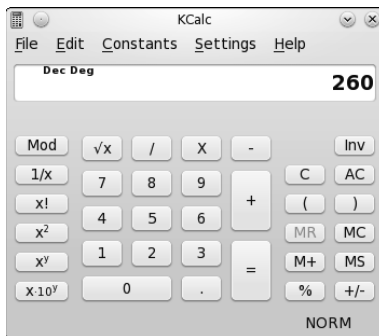 KCalc
File Edit Constants Settings Help
Dec Deg
260
Mod √x / X - Inv
1/x 7 8 9 + C AC
x! 4 5 6 ( )
x² MR MC
xʸ 1 2 3 = M+ MS
x·10ʸ 0 . % +/-
NORM